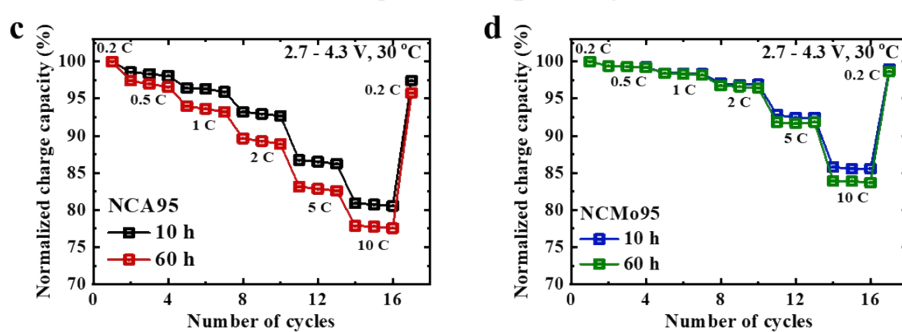 c
Normalized charge capacity (%)
100
95
90
85
80
75
70
0
4
8
12
16
Number of cycles
2.7 - 4.3 V, 30 °C
0.2 C
0.5 C
1 C
2 C
5 C
10 C
0.2 C
NCA95
10 h
60 h
d
Normalized charge capacity (%)
100
95
90
85
80
75
70
0
4
8
12
16
Number of cycles
2.7 - 4.3 V, 30 °C
0.2 C
0.5 C
1 C
2 C
5 C
10 C
0.2 C
NCMo95
10 h
60 h